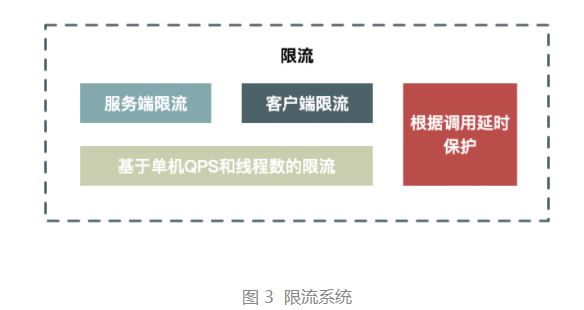 限流
服务端限流
客户端限流
根据调用延时
保护
基于单机QPS和线程数的限流
图 3 限流系统